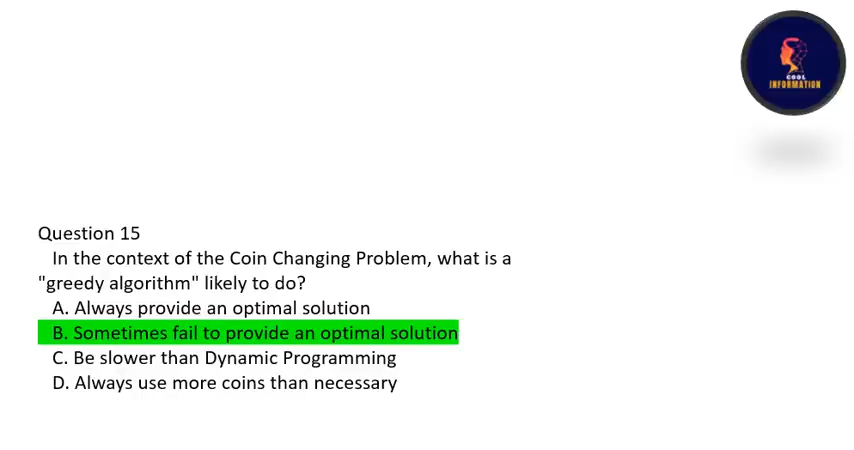 COOL
INFORMATION
Question 15
In the context of the Coin Changing Problem, what is a
"greedy algorithm" likely to do?
A. Always provide an optimal solution
B. Sometimes fail to provide an optimal solution
C. Be slower than Dynamic Programming
D. Always use more coins than necessary